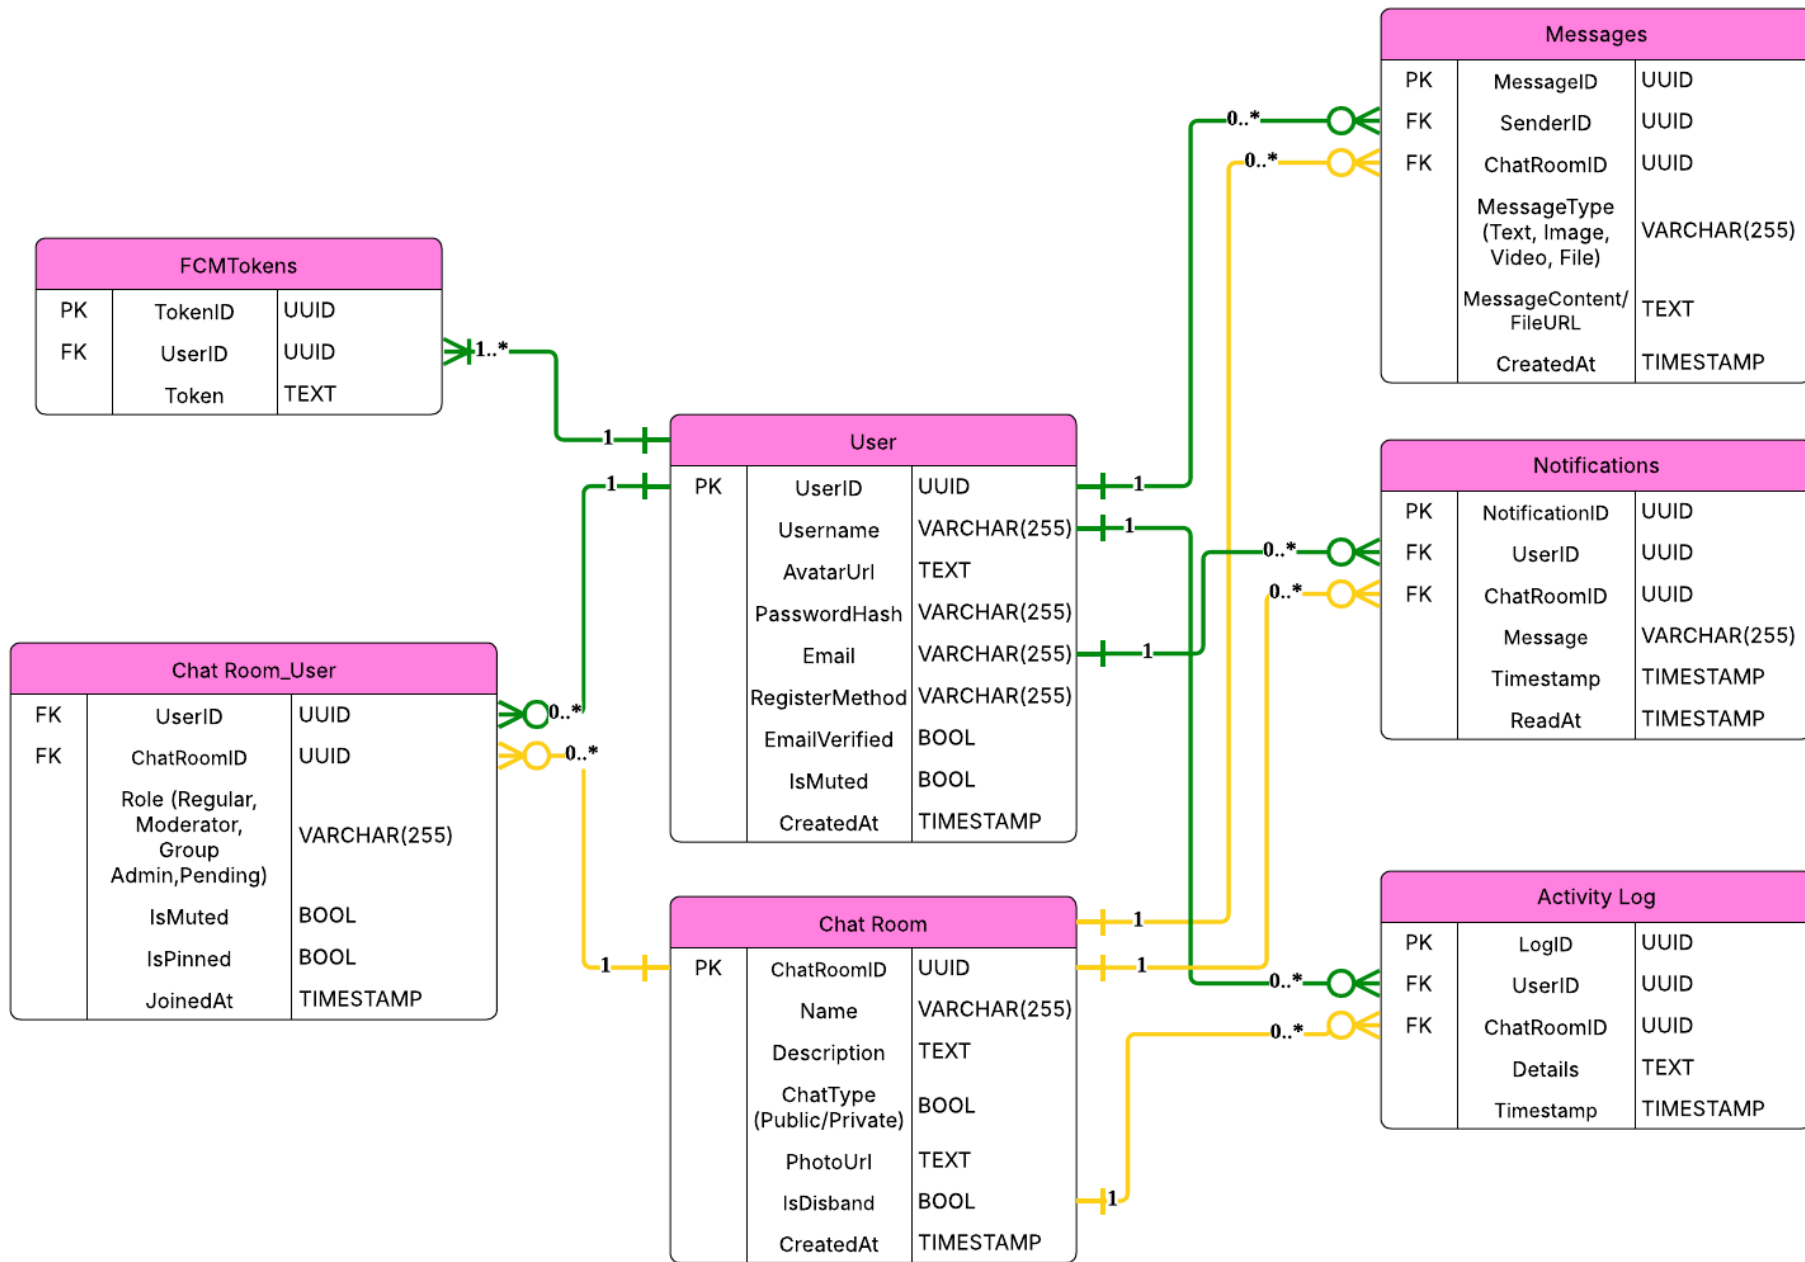 Messages
PK MessageID UUID
FK SenderID UUID
FK ChatRoomID UUID
MessageType
(Text, Image,
Video, File)
VARCHAR(255)
MessageContent/
FileURL
TEXT
CreatedAt TIMESTAMP
FCMTokens
PK TokenID UUID
FK UserID UUID
Token TEXT
User
PK UserID UUID
Username VARCHAR(255)
AvatarUrl TEXT
PasswordHash VARCHAR(255)
Email VARCHAR(255)
RegisterMethod VARCHAR(255)
EmailVerified BOOL
IsMuted BOOL
CreatedAt TIMESTAMP
Notifications
PK NotificationID UUID
FK UserID UUID
FK ChatRoomID UUID
Message VARCHAR(255)
Timestamp TIMESTAMP
ReadAt TIMESTAMP
Chat Room_User
FK UserID UUID
FK ChatRoomID UUID
Role (Regular,
Moderator,
Group
Admin,Pending)
VARCHAR(255)
IsMuted BOOL
IsPinned BOOL
JoinedAt TIMESTAMP
Chat Room
PK ChatRoomID UUID
Name VARCHAR(255)
Description TEXT
ChatType
(Public/Private)
BOOL
PhotoUrl TEXT
IsDisband BOOL
CreatedAt TIMESTAMP
Activity Log
PK LogID UUID
FK UserID UUID
FK ChatRoomID UUID
Details TEXT
Timestamp TIMESTAMP
0..*
0..*
1..*
1
1
1
1
0..*
0..*
1
0..*
0..*
1
1
1
0..*
0..*
1